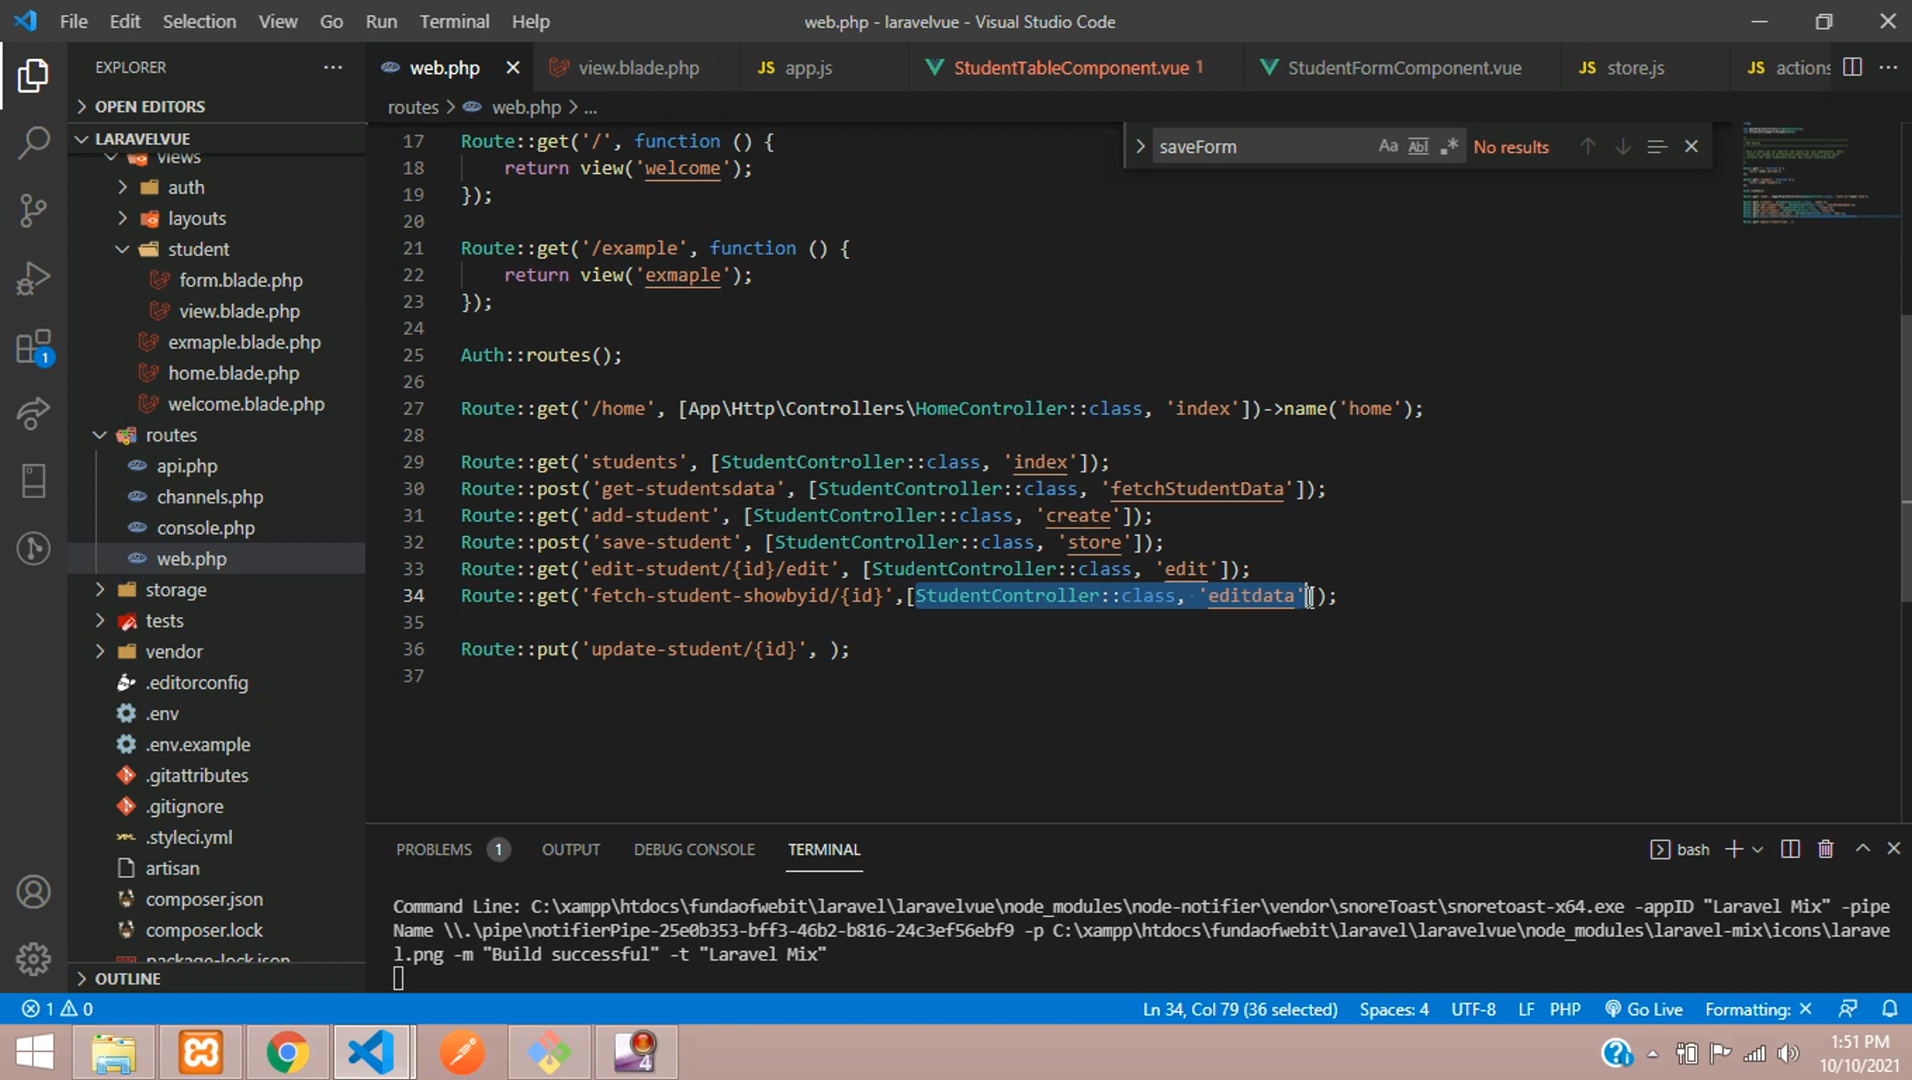 File Edit Selection View Go Run Terminal Help
web.php - laravelvue - Visual Studio Code
EXPLORER
OPEN EDITORS
LARAVELVUE
views
auth
layouts
student
form.blade.php
view.blade.php
exmaple.blade.php
home.blade.php
welcome.blade.php
routes
api.php
channels.php
console.php
web.php
storage
tests
vendor
.editorconfig
.env
.env.example
.gitattributes
.gitignore
.styleci.yml
artisan
composer.json
composer.lock
package-lock.json
OUTLINE
1
web.php view.blade.php JS app.js StudentTableComponent.vue 1 StudentFormComponent.vue JS store.js JS actions
routes > web.php > ...
saveForm Aa Abl No results
17 Route::get('/', function () {
18 return view('welcome');
19 });
20
21 Route::get('/example', function () {
22 return view('exmaple');
23 });
24
25 Auth::routes();
26
27 Route::get('/home', [App\Http\Controllers\HomeController::class, 'index'])->name('home');
28
29 Route::get('students', [StudentController::class, 'index']);
30 Route::post('get-studentsdata', [StudentController::class, 'fetchStudentData']);
31 Route::get('add-student', [StudentController::class, 'create']);
32 Route::post('save-student', [StudentController::class, 'store']);
33 Route::get('edit-student/{id}/edit', [StudentController::class, 'edit']);
34 Route::get('fetch-student-showbyid/{id}',[StudentController::class, 'editdata']);
35
36 Route::put('update-student/{id}', );
37
PROBLEMS 1 OUTPUT DEBUG CONSOLE TERMINAL
bash
Command Line: C:\xampp\htdocs\fundaofwebit\laravel\laravelvue\node_modules\node-notifier\vendor\snoreToast\snoretoast-x64.exe -appID "Laravel Mix" -pipe
Name \\.\pipe\notifierPipe-25e0b353-bff3-46b2-b816-24c3ef56ebf9 -p C:\xampp\htdocs\fundaofwebit\laravel\laravelvue\node_modules\laravel-mix\icons\larave
l.png -m "Build successful" -t "Laravel Mix"
1 0 Ln 34, Col 79 (36 selected) Spaces: 4 UTF-8 LF PHP Go Live Formatting: ×
4
1:51 PM
10/10/2021